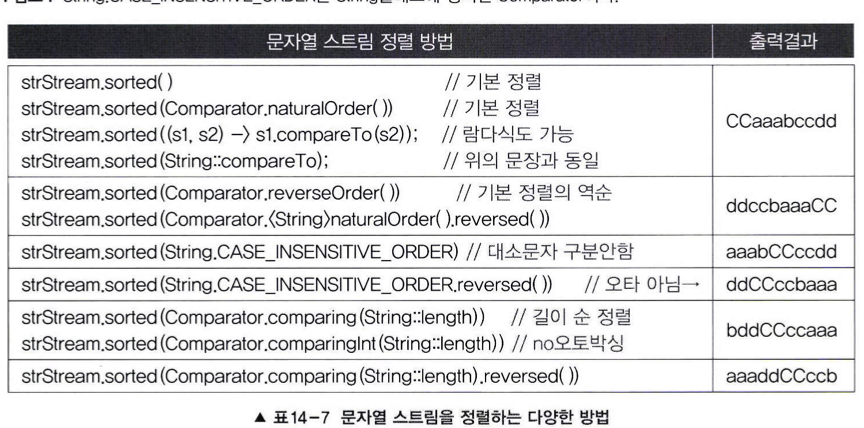 문자열 스트림 정렬 방법 출력결과
strStream.sorted( ) // 기본 정렬
strStream.sorted(Comparator.naturalOrder( )) // 기본 정렬
strStream.sorted((s1, s2) -> s1.compareTo(s2)); // 람다식도 가능
strStream.sorted(String::compareTo); // 위의 문장과 동일
CCaaabccdd
strStream.sorted(Comparator.reverseOrder( )) // 기본 정렬의 역순
strStream.sorted(Comparator.<String>naturalOrder( ).reversed( ))
ddccbaaaCC
strStream.sorted(String.CASE_INSENSITIVE_ORDER) // 대소문자 구분안함 aaabCCccdd
strStream.sorted(String.CASE_INSENSITIVE_ORDER.reversed( )) // 오타 아님→ ddCCccbaaa
strStream.sorted(Comparator.comparing(String::length)) // 길이 순 정렬
strStream.sorted(Comparator.comparingInt(String::length)) // no오토박싱
bddCCccaaa
strStream.sorted(Comparator.comparing(String::length).reversed( )) aaaddCCccb
▲ 표14-7 문자열 스트림을 정렬하는 다양한 방법